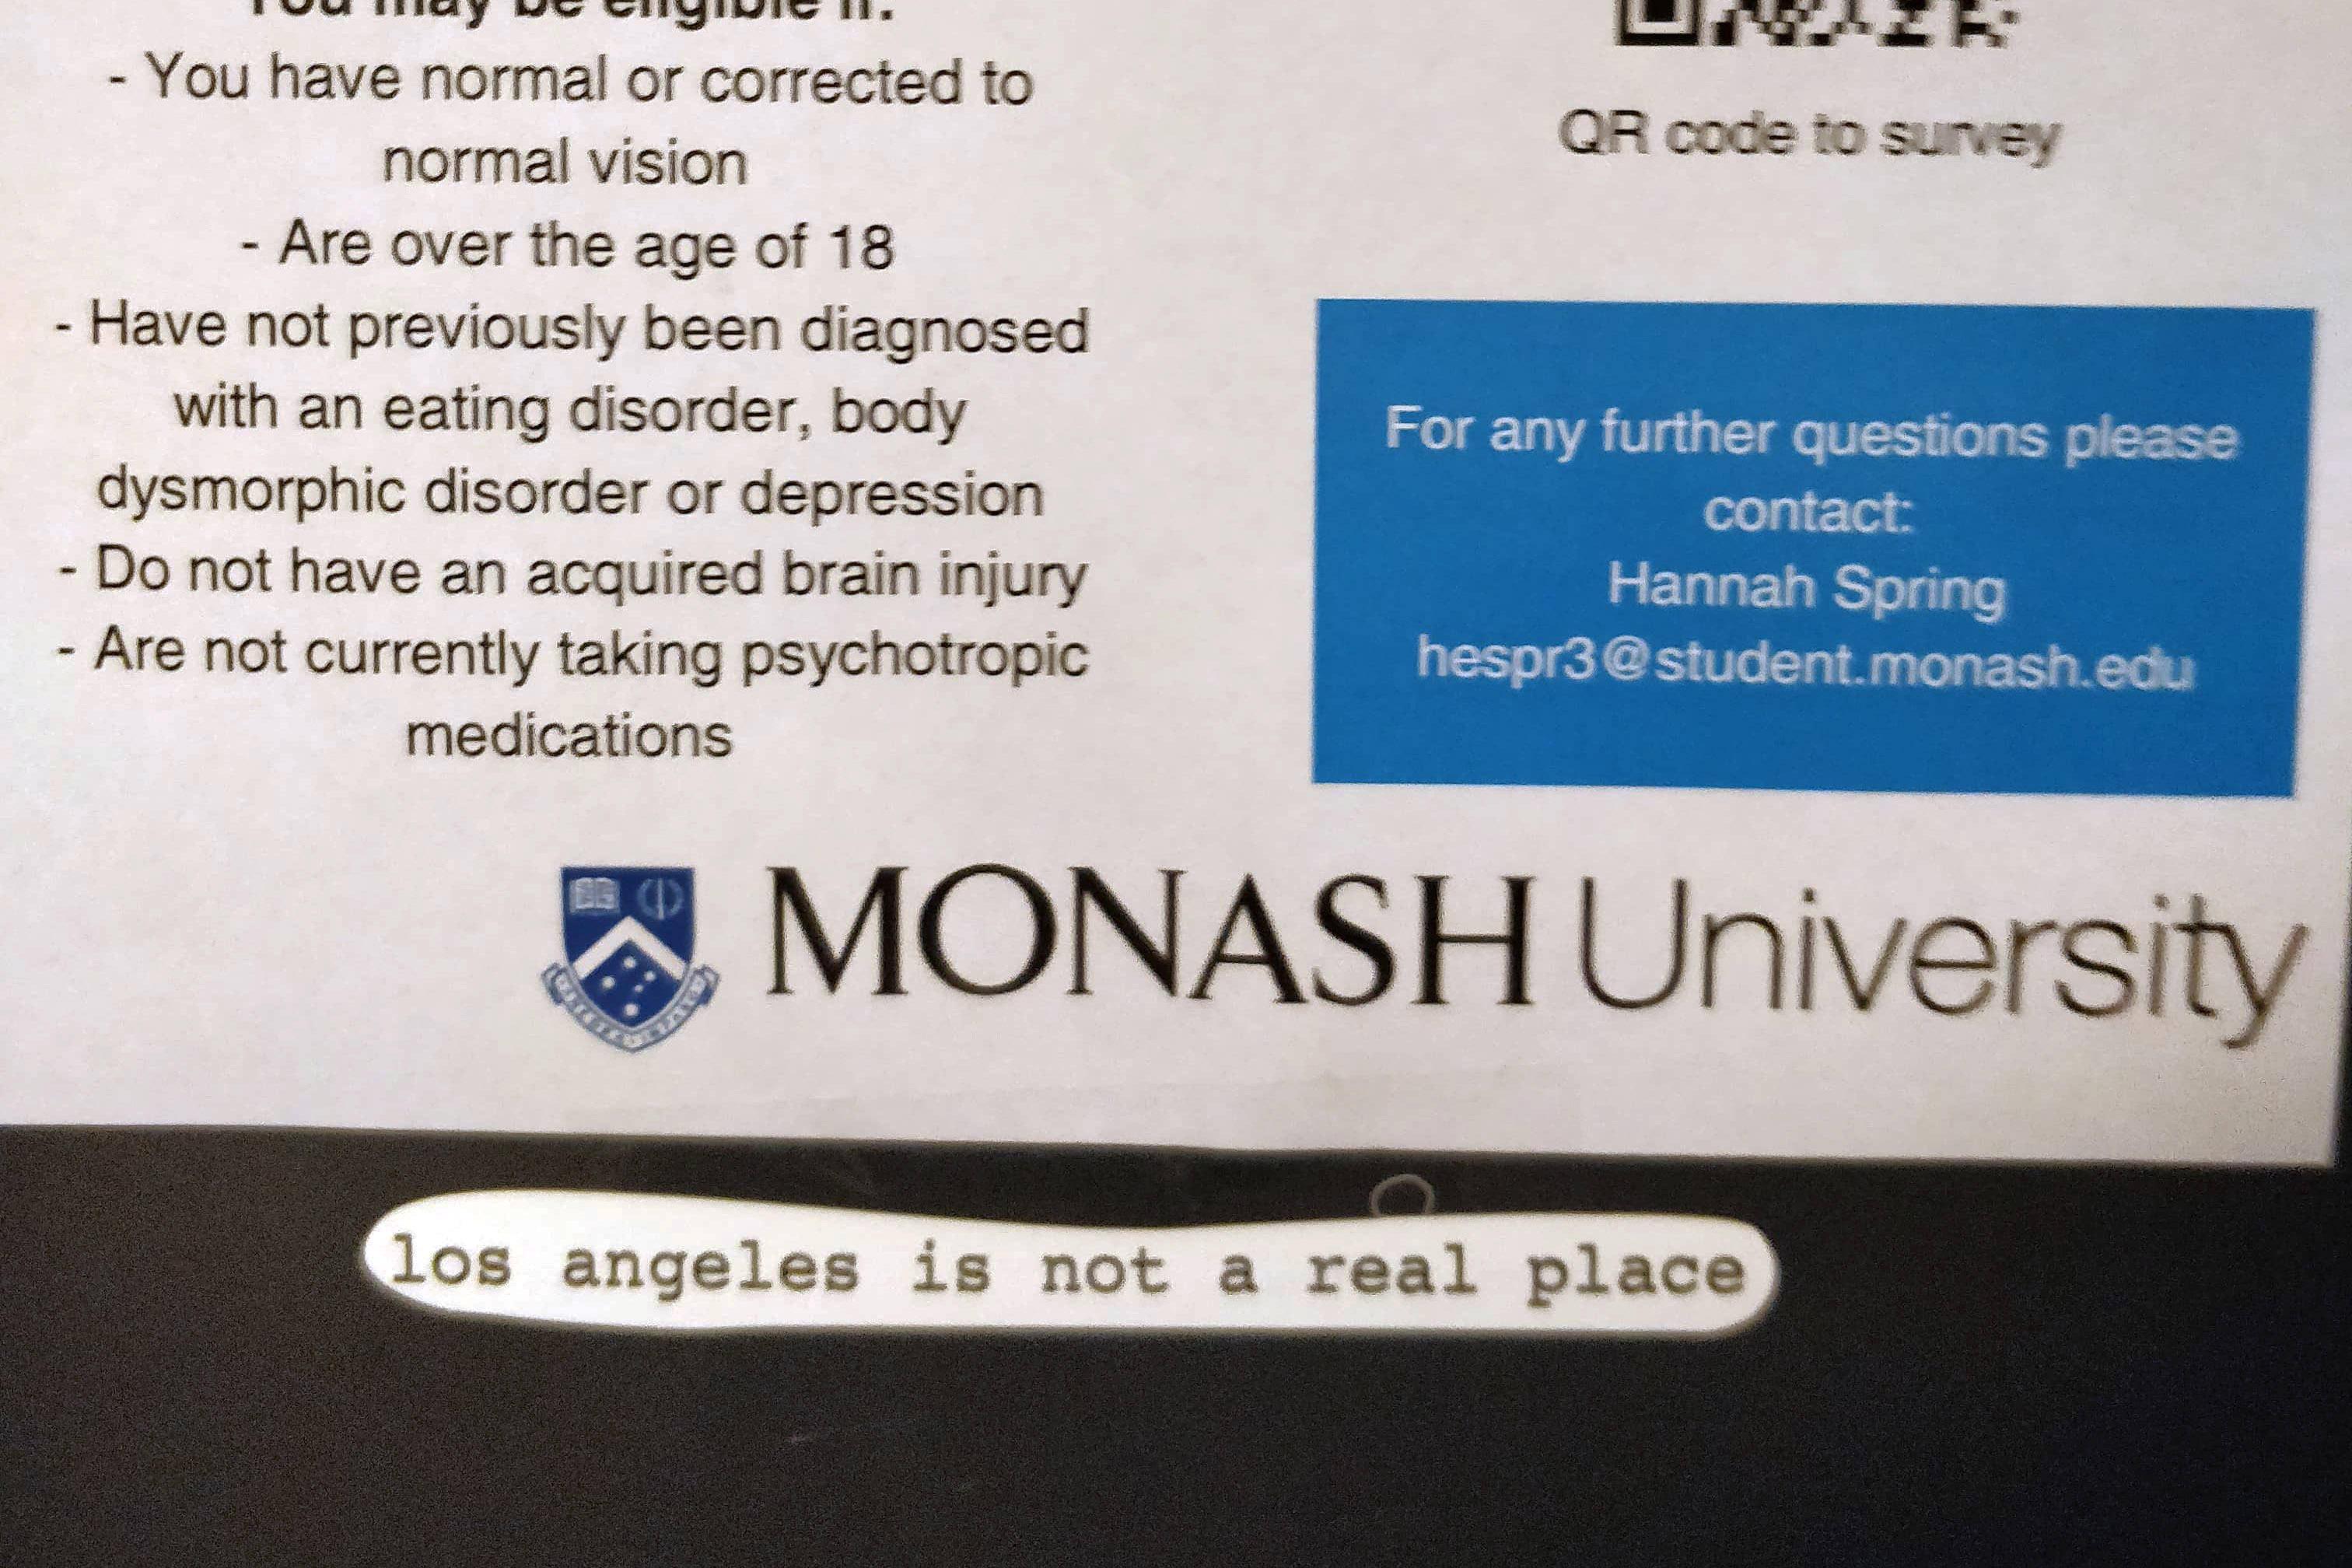 You may be eligible if:
- You have normal or corrected to
normal vision
- Are over the age of 18
- Have not previously been diagnosed
with an eating disorder, body
dysmorphic disorder or depression
- Do not have an acquired brain injury
- Are not currently taking psychotropic
medications
QR code to survey
For any further questions please
contact:
Hannah Spring
hespr3@student.monash.edu
MONASH University
los angeles is not a real place